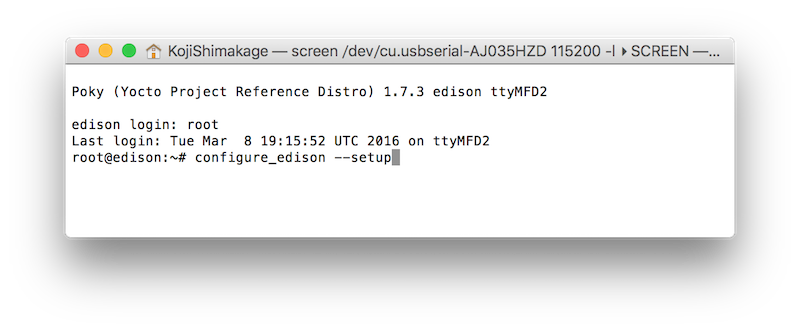 KojiShimakage — screen /dev/cu.usbserial-AJ035HZD 115200 -l ▸ SCREEN —...
Poky (Yocto Project Reference Distro) 1.7.3 edison ttyMFD2
edison login: root
Last login: Tue Mar  8 19:15:52 UTC 2016 on ttyMFD2
root@edison:~# configure_edison --setup